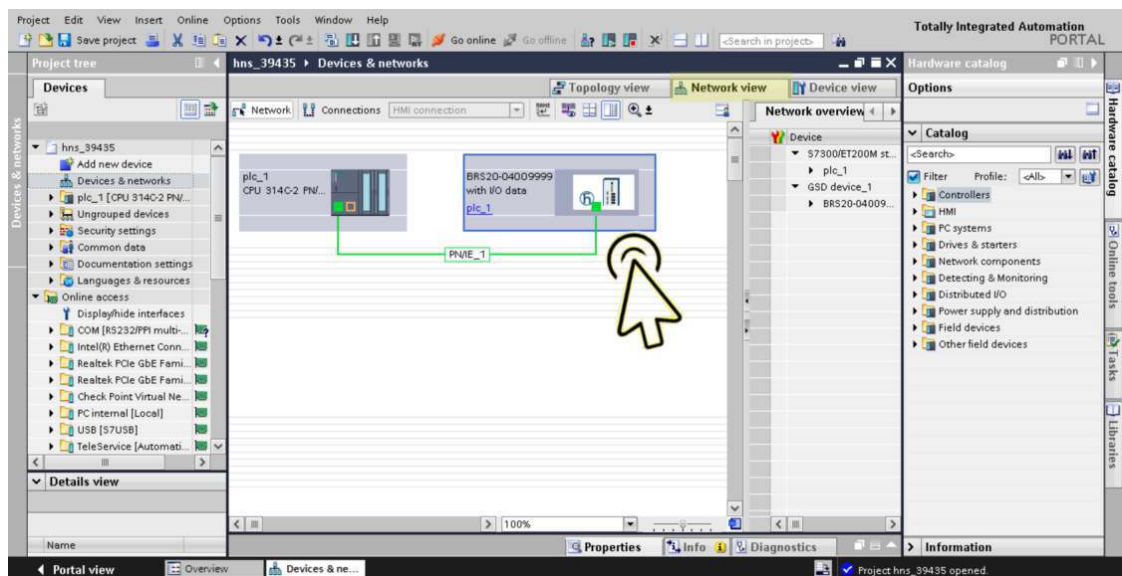 Project Edit View Insert Online Options Tools Window Help
Totally Integrated Automation
PORTAL
Save project Go online Go offline <Search in project>
Project tree
hns_39435 Devices & networks
Hardware catalog
Devices
Topology view Network view Device view
Options
Network Connections HMI connection
Network overview
Devices & networks
hns_39435
Add new device
Devices & networks
plc_1 [CPU 314C-2 PN/...
Ungrouped devices
Security settings
Common data
Documentation settings
Languages & resources
Online access
Display/hide interfaces
COM [RS232/PPI multi-...
Intel(R) Ethernet Conn...
Realtek PCIe GbE Fami...
Realtek PCIe GbE Fami...
Check Point Virtual Ne...
PC internal [Local]
USB [S7USB]
TeleService [Automati...
Details view
Name
plc_1
CPU 314C-2 PN/...
BRS20-04009999
with I/O data
plc_1
PN/IE_1
100%
Device
S7300/ET200M st...
plc_1
GSD device_1
BRS20-04009...
Catalog
<Search>
Filter Profile: <All>
Controllers
HMI
PC systems
Drives & starters
Network components
Detecting & Monitoring
Distributed I/O
Power supply and distribution
Field devices
Other field devices
Information
Hardware catalog
Online tools
Tasks
Libraries
Properties Info Diagnostics
Portal view Overview Devices & ne...
Project hns_39435 opened.